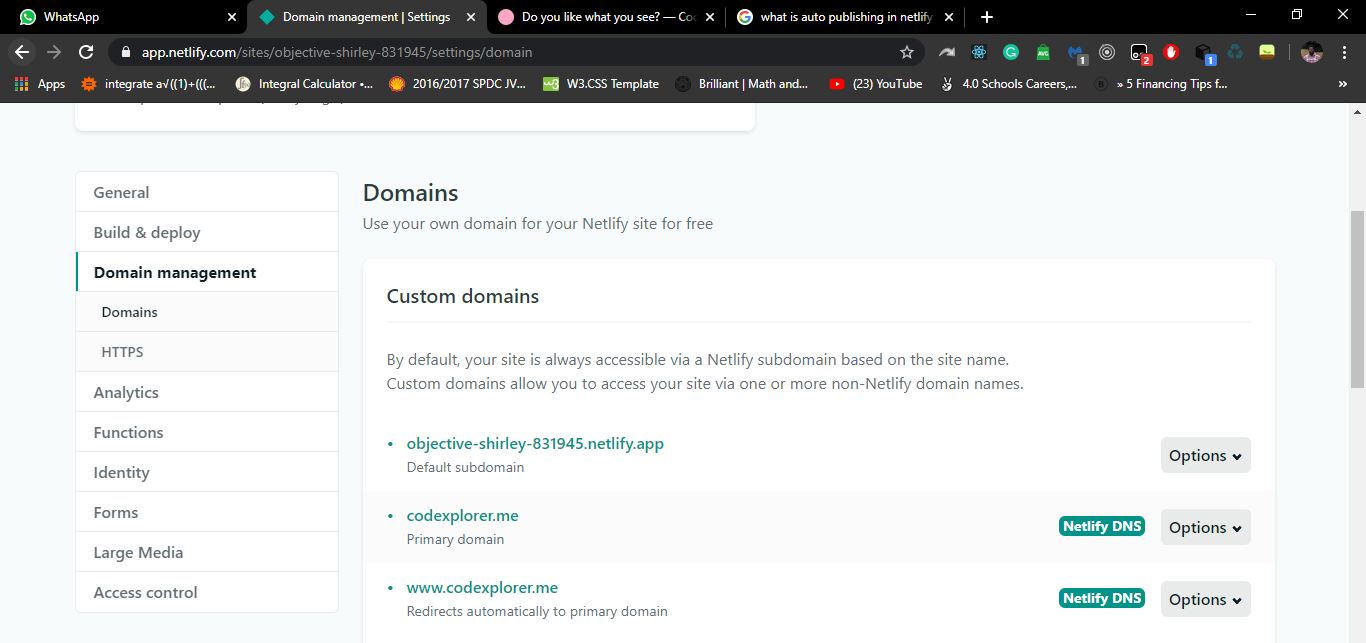 WhatsApp
Domain management | Settings
Do you like what you see? — Coc
what is auto publishing in netlify
app.netlify.com/sites/objective-shirley-831945/settings/domain
1
2
1
Apps
integrate a√((1)+(((...
Integral Calculator •...
2016/2017 SPDC JV...
W3.CSS Template
Brilliant | Math and...
(23) YouTube
4.0 Schools Careers,...
» 5 Financing Tips f...
»
General
Build & deploy
Domain management
Domains
HTTPS
Analytics
Functions
Identity
Forms
Large Media
Access control
Domains
Use your own domain for your Netlify site for free
Custom domains
By default, your site is always accessible via a Netlify subdomain based on the site name.
Custom domains allow you to access your site via one or more non-Netlify domain names.
• objective-shirley-831945.netlify.app
Default subdomain
Options
• codexplorer.me
Primary domain
Netlify DNS
Options
• www.codexplorer.me
Redirects automatically to primary domain
Netlify DNS
Options